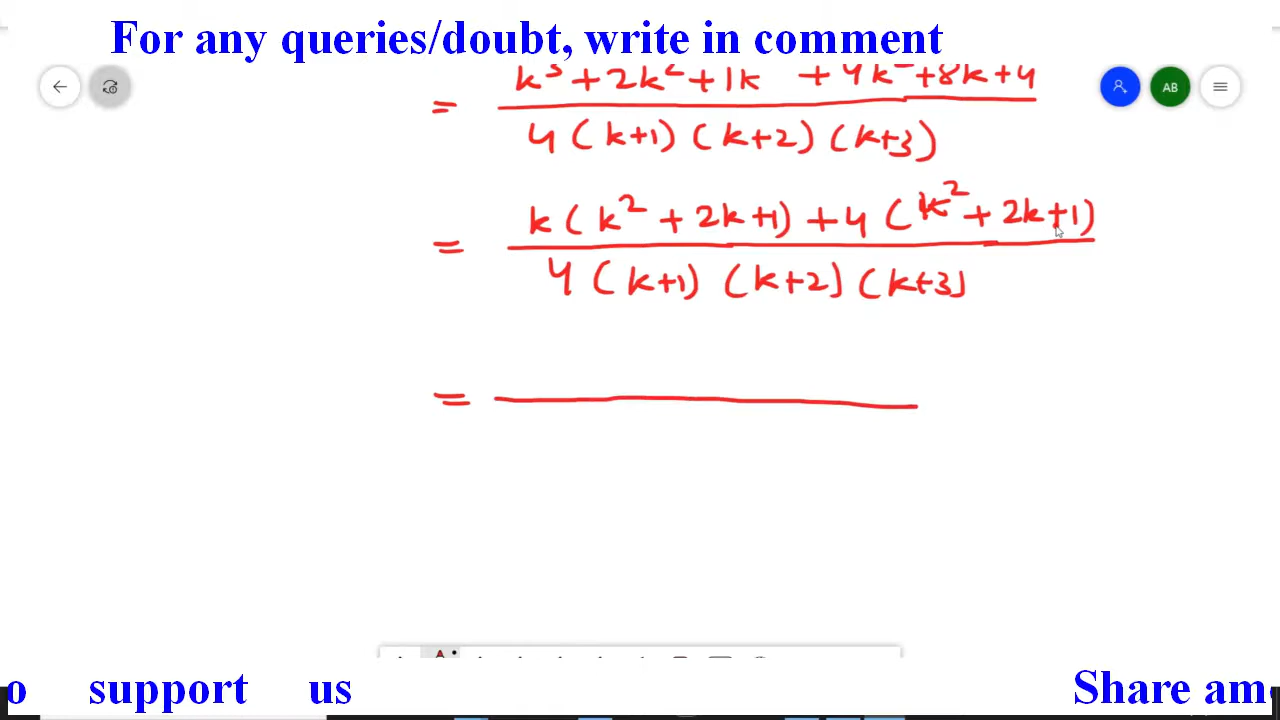 For any queries/doubt, write in comment
AB
= k³ + 2k² + 1k + 4k² + 8k + 4
4 (k+1) (k+2) (k+3)
= k (k² + 2k + 1) + 4 (k² + 2k + 1)
4 (k+1) (k+2) (k+3)
=
o support us Share am